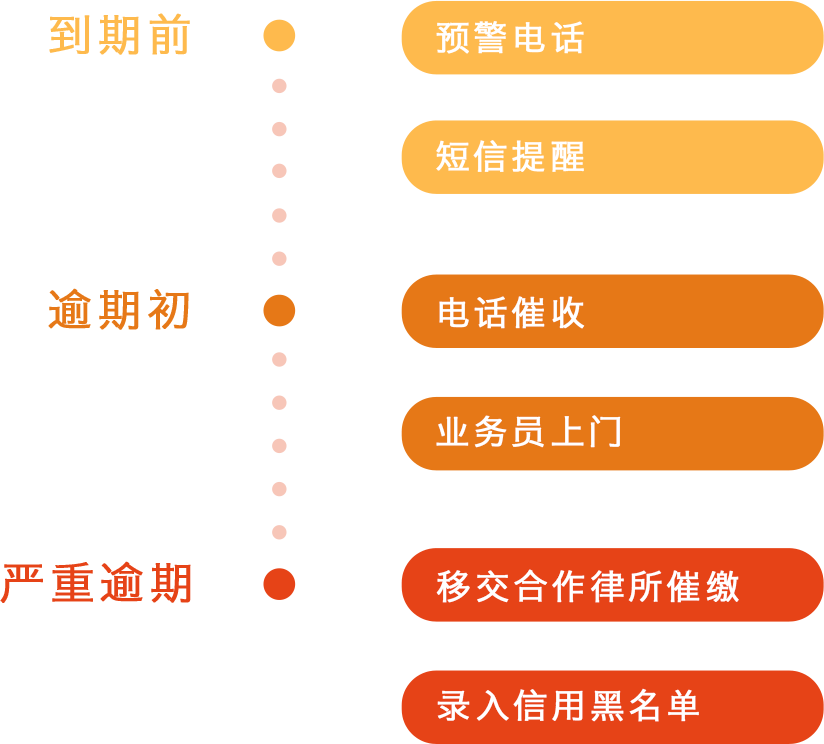 到期前
预警电话
短信提醒
逾期初
电话催收
业务员上门
严重逾期
移交合作律所催缴
录入信用黑名单